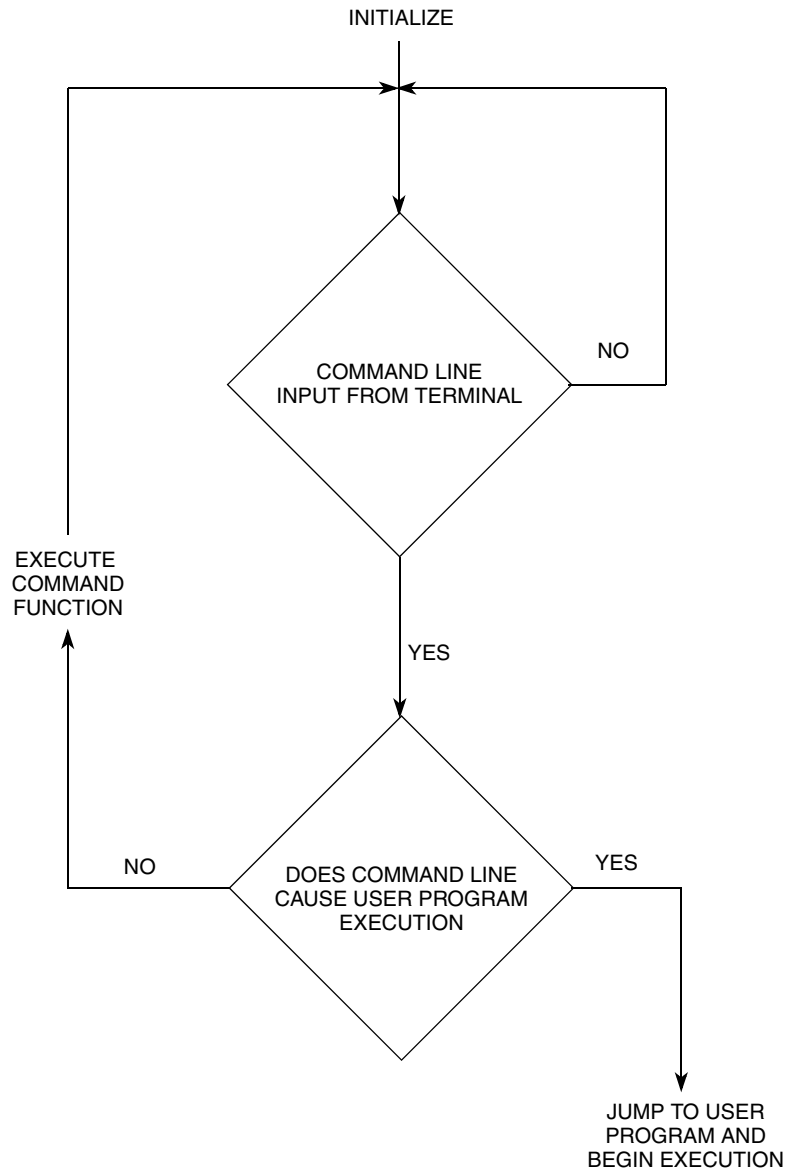 INITIALIZE
NO
COMMAND LINE
INPUT FROM TERMINAL
EXECUTE
COMMAND
FUNCTION
YES
NO
DOES COMMAND LINE
CAUSE USER PROGRAM
EXECUTION
YES
JUMP TO USER
PROGRAM AND
BEGIN EXECUTION